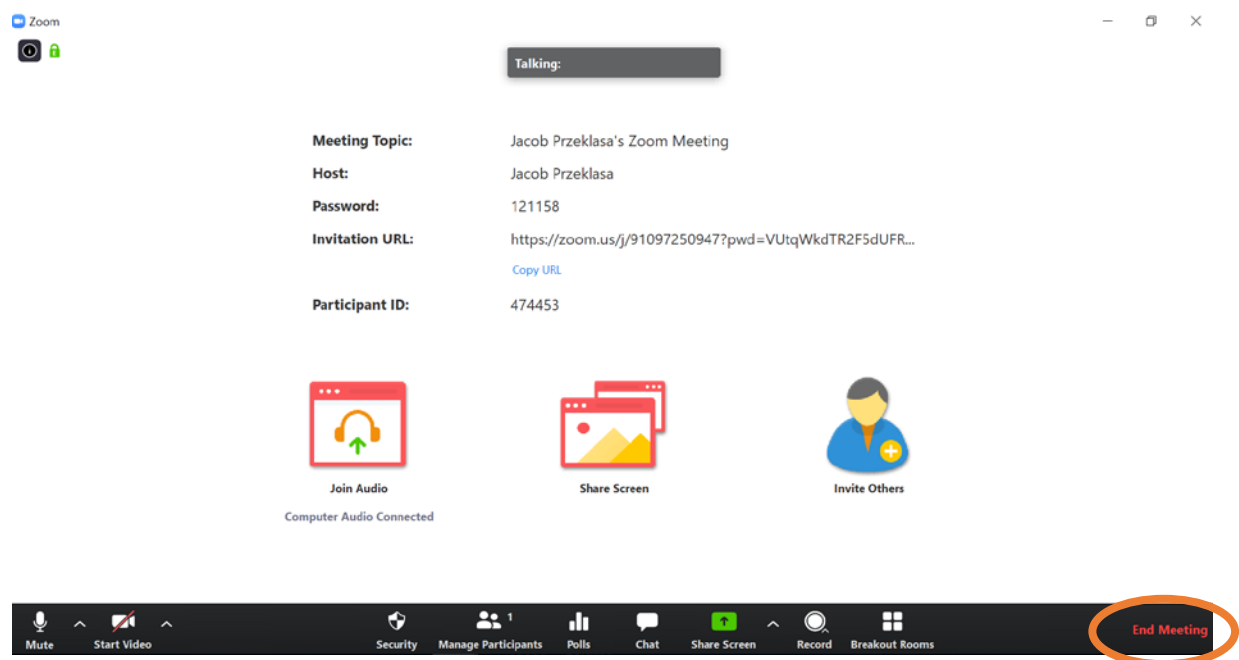 Zoom
Talking:
Meeting Topic: Jacob Przeklasa's Zoom Meeting
Host: Jacob Przeklasa
Password: 121158
Invitation URL: https://zoom.us/j/91097250947?pwd=VUtqWkdTR2F5dUFR...
Copy URL
Participant ID: 474453
Join Audio Share Screen Invite Others
Computer Audio Connected
1
Mute Start Video Security Manage Participants Polls Chat Share Screen Record Breakout Rooms End Meeting